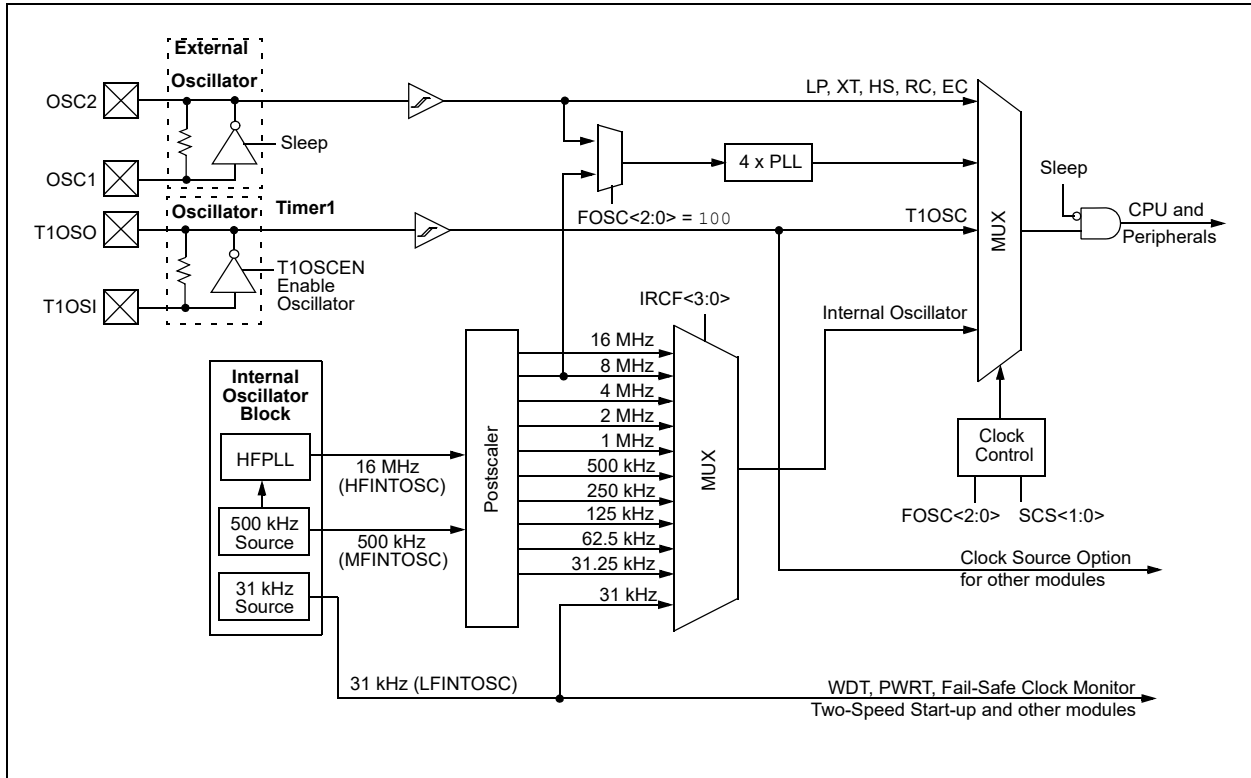 External
Oscillator
OSC2
Sleep
OSC1
LP, XT, HS, RC, EC
4 x PLL
FOSC<2:0> = 100
Oscillator
Timer1
T1OSO
T1OSCEN
Enable
Oscillator
T1OSI
T1OSC
MUX
Sleep
CPU and
Peripherals
IRCF<3:0>
Internal Oscillator
Internal
Oscillator
Block
HFPLL
500 kHz
Source
31 kHz
Source
16 MHz
(HFINTOSC)
500 kHz
(MFINTOSC)
Postscaler
16 MHz
8 MHz
4 MHz
2 MHz
1 MHz
500 kHz
250 kHz
125 kHz
62.5 kHz
31.25 kHz
31 kHz
MUX
Clock
Control
FOSC<2:0>
SCS<1:0>
Clock Source Option
for other modules
31 kHz (LFINTOSC)
WDT, PWRT, Fail-Safe Clock Monitor
Two-Speed Start-up and other modules